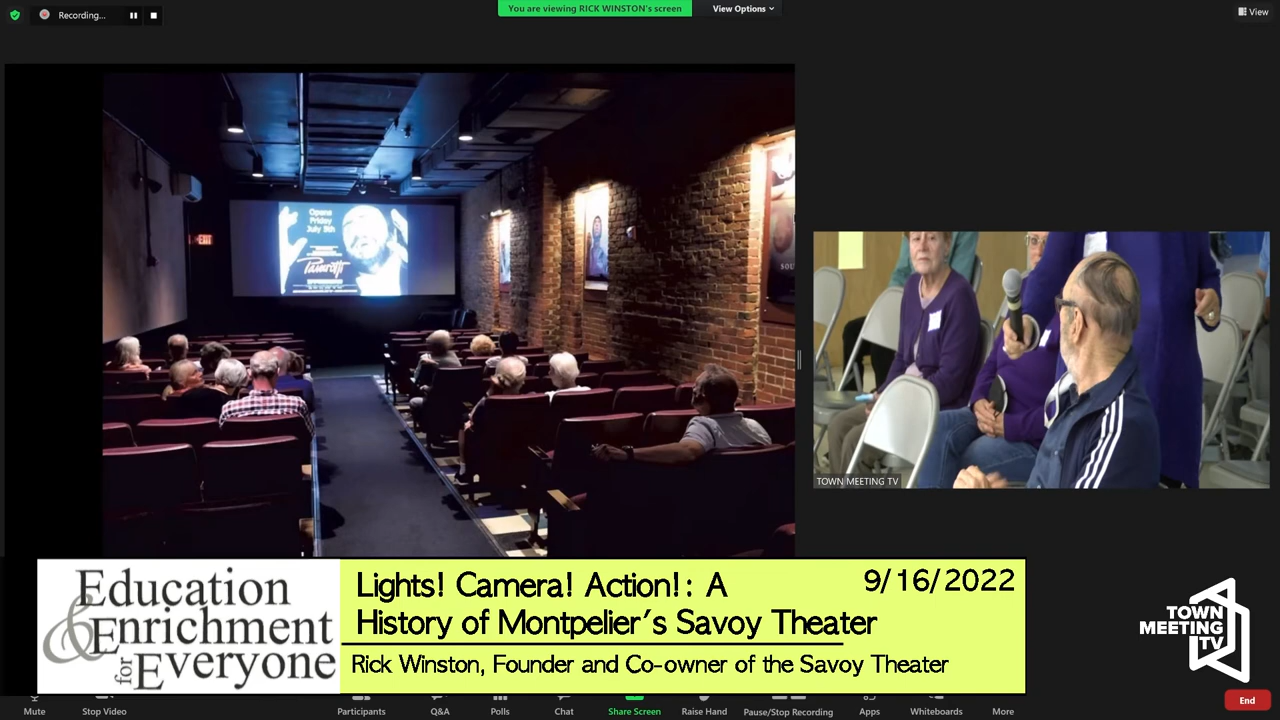 Recording...
You are viewing RICK WINSTON's screen
View Options
View
EXIT
Opens
Friday
July 5th
Pavarotti
SOU
TOWN MEETING TV
Education
& Enrichment
for Everyone
Lights! Camera! Action!: A
History of Montpelier's Savoy Theater
9/16/2022
Rick Winston, Founder and Co-owner of the Savoy Theater
TOWN
MEETING
TV
Mute
Stop Video
Participants
Q&A
Polls
Chat
Share Screen
Raise Hand
Pause/Stop Recording
Apps
Whiteboards
More
End